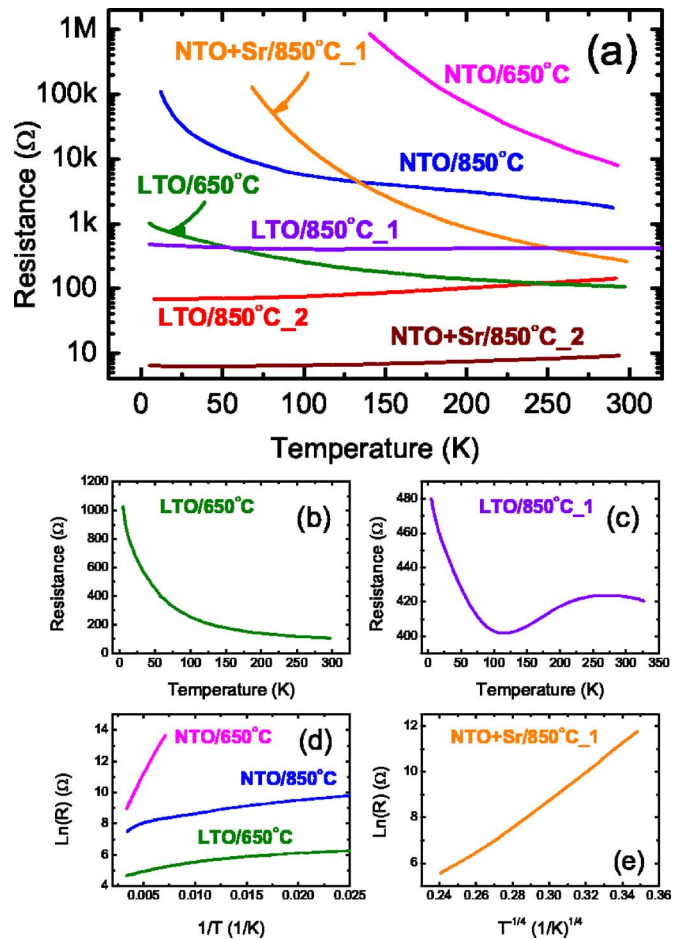 1M
100k
10k
1k
100
10
Resistance (Ω)
NTO+Sr/850°C_1
(a)
NTO/650°C
NTO/850°C
LTO/650°C
LTO/850°C_1
LTO/850°C_2
NTO+Sr/850°C_2
0 50 100 150 200 250 300
Temperature (K)
1200
1000
800
600
400
200
0
Resistance (Ω)
LTO/650°C
(b)
0 50 100 150 200 250 300
Temperature (K)
480
460
440
420
400
Resistance (Ω)
LTO/850°C_1
(c)
0 50 100 150 200 250 300 350
Temperature (K)
14
12
10
8
6
4
Ln(R) (Ω)
NTO/650°C
(d)
NTO/850°C
LTO/650°C
0.005 0.010 0.015 0.020 0.025
1/T (1/K)
12
10
8
6
Ln(R) (Ω)
NTO+Sr/850°C_1
(e)
0.24 0.26 0.28 0.30 0.32 0.34 0.36
T^1/4 (1/K)^1/4